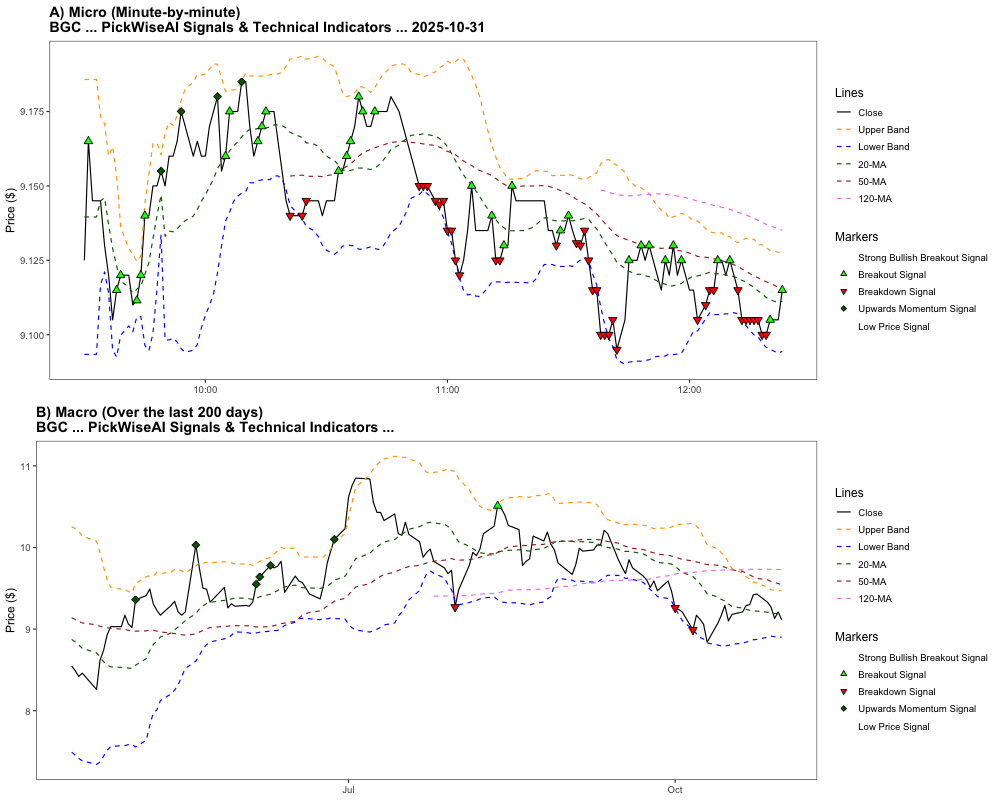 A) Micro (Minute-by-minute)
BGC ... PickWiseAI Signals & Technical Indicators ... 2025-10-31
Price ($)
9.175
9.150
9.125
9.100
10:00
11:00
12:00
Lines
Close
Upper Band
Lower Band
20-MA
50-MA
120-MA
Markers
Strong Bullish Breakout Signal
Breakout Signal
Breakdown Signal
Upwards Momentum Signal
Low Price Signal
B) Macro (Over the last 200 days)
BGC ... PickWiseAI Signals & Technical Indicators ...
Price ($)
11
10
9
8
Jul
Oct
Lines
Close
Upper Band
Lower Band
20-MA
50-MA
120-MA
Markers
Strong Bullish Breakout Signal
Breakout Signal
Breakdown Signal
Upwards Momentum Signal
Low Price Signal